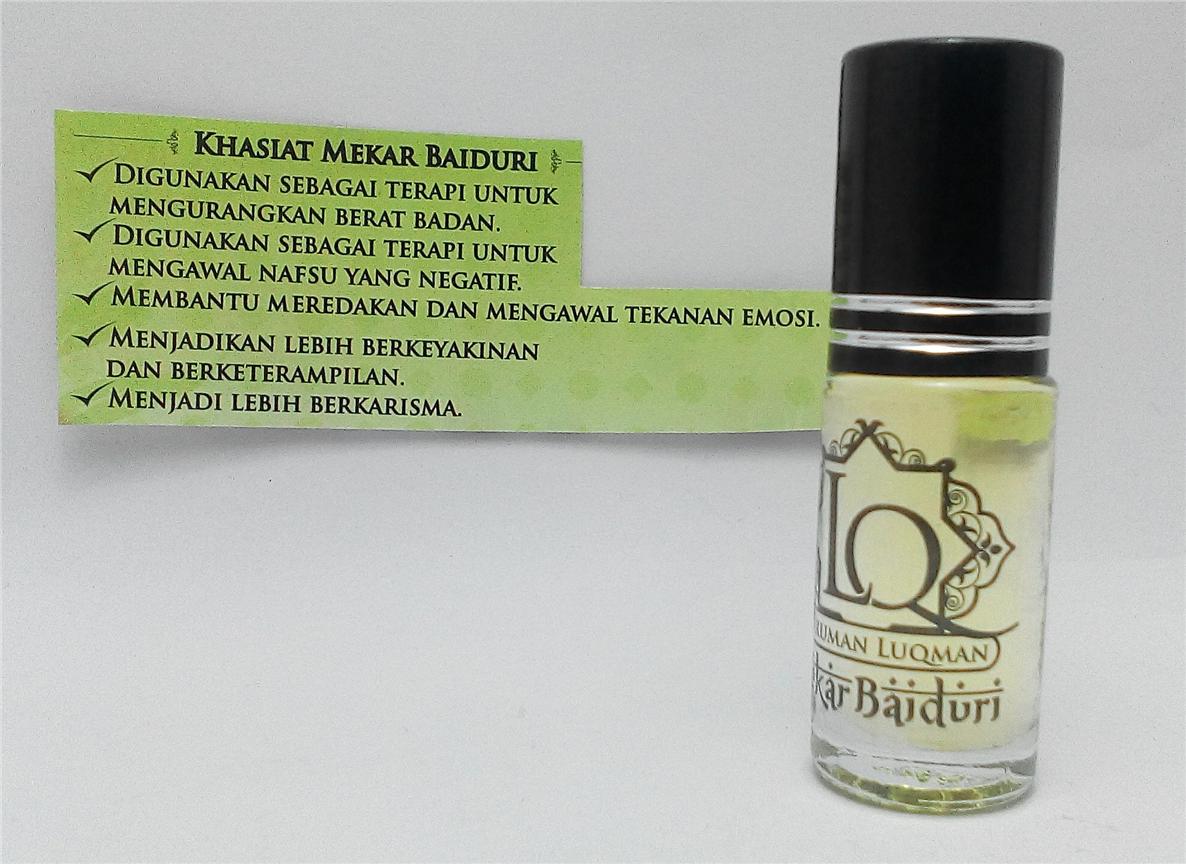 KHASIAT MEKAR BAIDURI
DIGUNAKAN SEBAGAI TERAPI UNTUK
MENGURANGKAN BERAT BADAN.
DIGUNAKAN SEBAGAI TERAPI UNTUK
MENGAWAL NAFSU YANG NEGATIF.
MEMBANTU MEREDAKAN DAN MENGAWAL TEKANAN EMOSI.
MENJADIKAN LEBIH BERKEYAKINAN
DAN BERKETERAMPILAN.
MENJADI LEBIH BERKARISMA.
LQ
LUQMAN
Baiduri